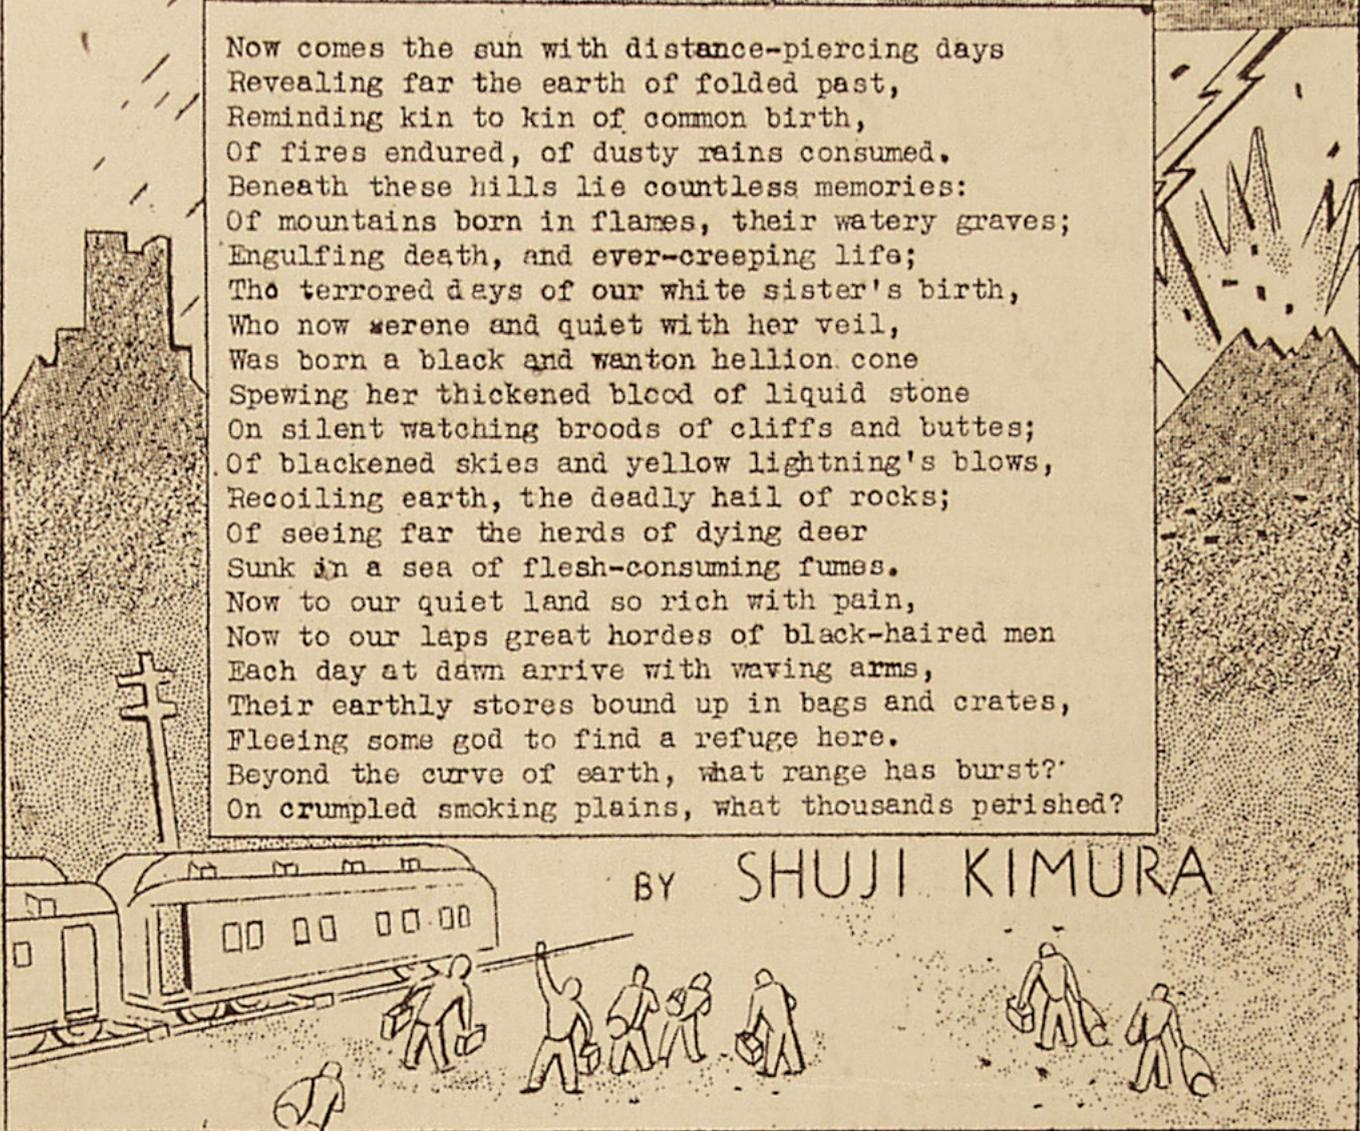 Now comes the sun with distance-piercing days
Revealing far the earth of folded past,
Reminding kin to kin of common birth,
Of fires endured, of dusty rains consumed.
Beneath these hills lie countless memories:
Of mountains born in flames, their watery graves;
Engulfing death, and ever-creeping life;
The terrored days of our white sister's birth,
Who now serene and quiet with her veil,
Was born a black and wanton hellion cone
Spewing her thickened blood of liquid stone
On silent watching broods of cliffs and buttes;
Of blackened skies and yellow lightning's blows,
Recoiling earth, the deadly hail of rocks;
Of seeing far the herds of dying deer
Sunk in a sea of flesh-consuming fumes.
Now to our quiet land so rich with pain,
Now to our laps great hordes of black-haired men
Each day at dawn arrive with waving arms,
Their earthly stores bound up in bags and crates,
Fleeing some god to find a refuge here.
Beyond the curve of earth, what range has burst?
On crumpled smoking plains, what thousands perished?
BY SHUJI KIMURA